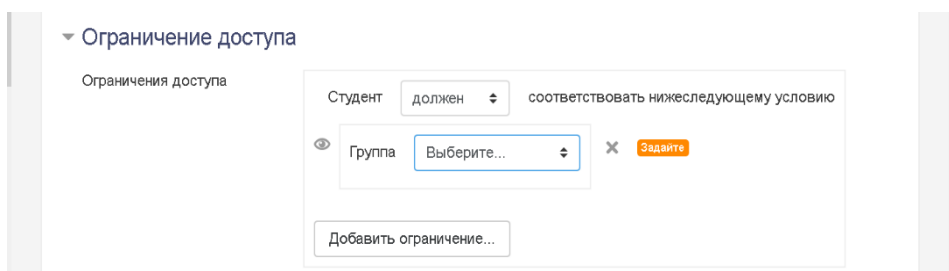 Ограничение доступа
Ограничения доступа
Студент должен соответствовать нижеследующему условию
Группа Выберите... Задайте
Добавить ограничение...